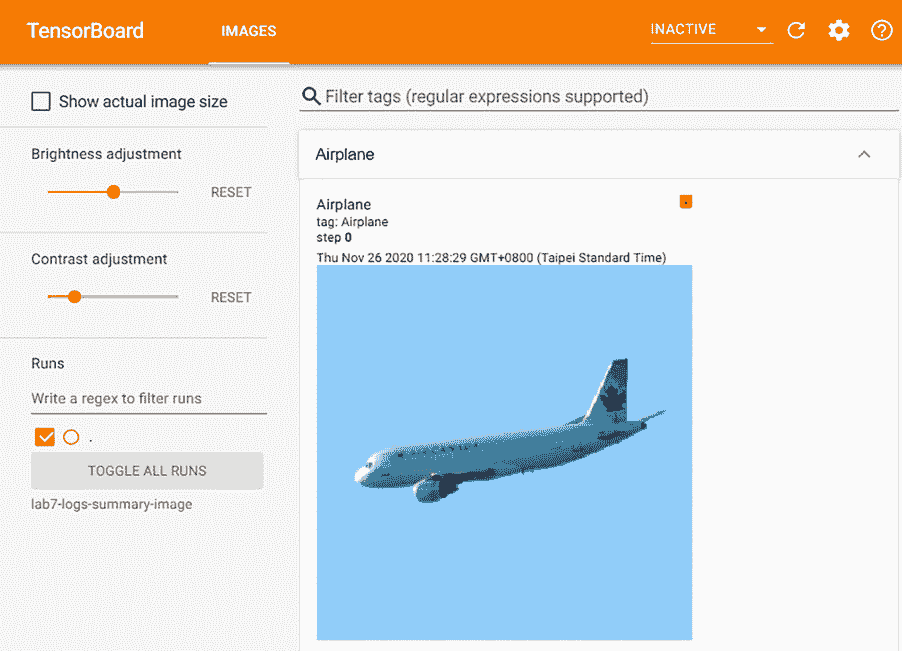 TensorBoard
IMAGES
INACTIVE
Show actual image size
Brightness adjustment
RESET
Contrast adjustment
RESET
Runs
Write a regex to filter runs
.
TOGGLE ALL RUNS
lab7-logs-summary-image
Filter tags (regular expressions supported)
Airplane
Airplane
tag: Airplane
step 0
Thu Nov 26 2020 11:28:29 GMT+0800 (Taipei Standard Time)